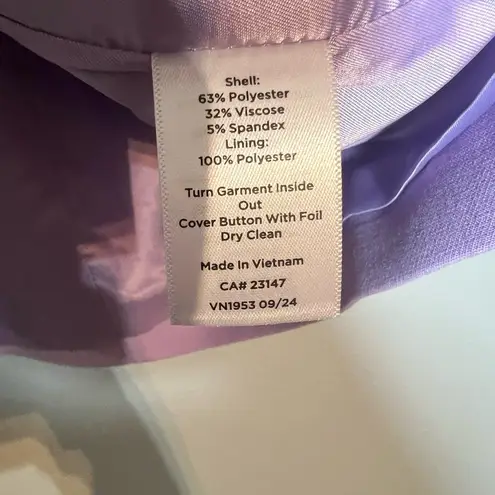 Shell:
63% Polyester
32% Viscose
5% Spandex
Lining:
100% Polyester
Turn Garment Inside
Out
Cover Button With Foil
Dry Clean
Made In Vietnam
CA# 23147
VN1953 09/24